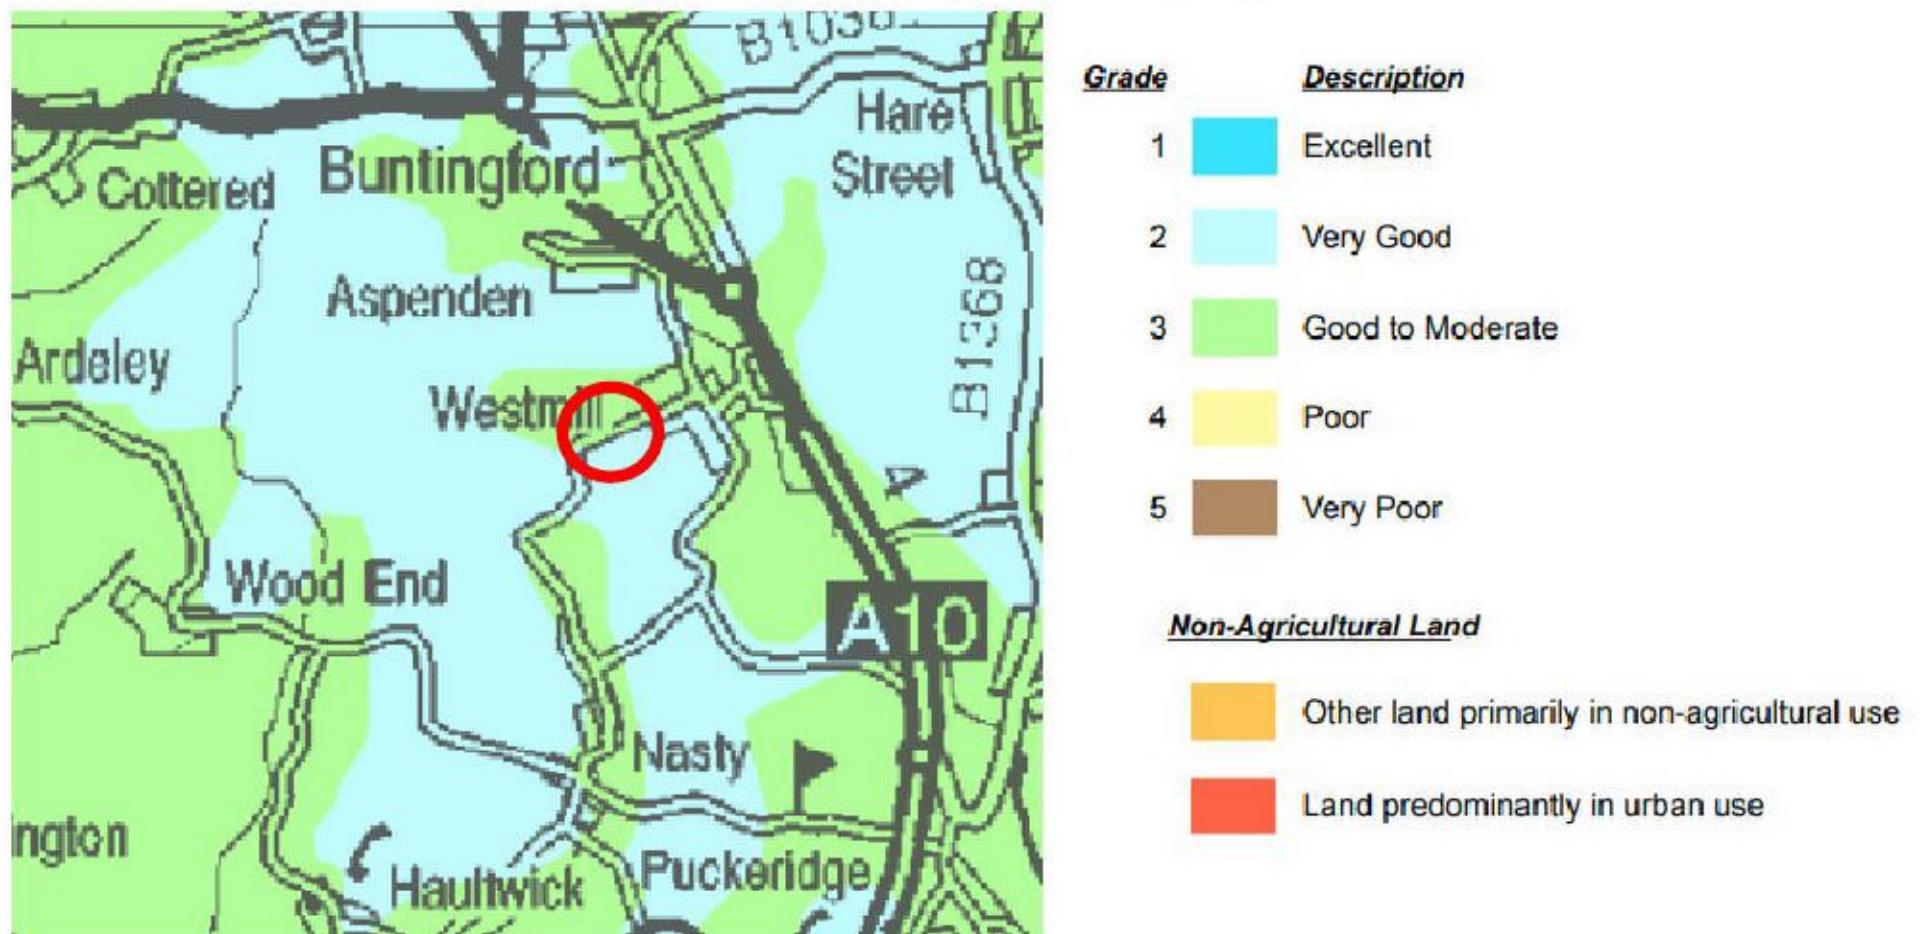 B1038
Hare
Street
Buntingford
Cottered
Aspenden
B1368
Ardeley
Westmill
Wood End
A10
Nasty
ington
Haultwick
Puckeridge
Grade Description
1 Excellent
2 Very Good
3 Good to Moderate
4 Poor
5 Very Poor
Non-Agricultural Land
Other land primarily in non-agricultural use
Land predominantly in urban use